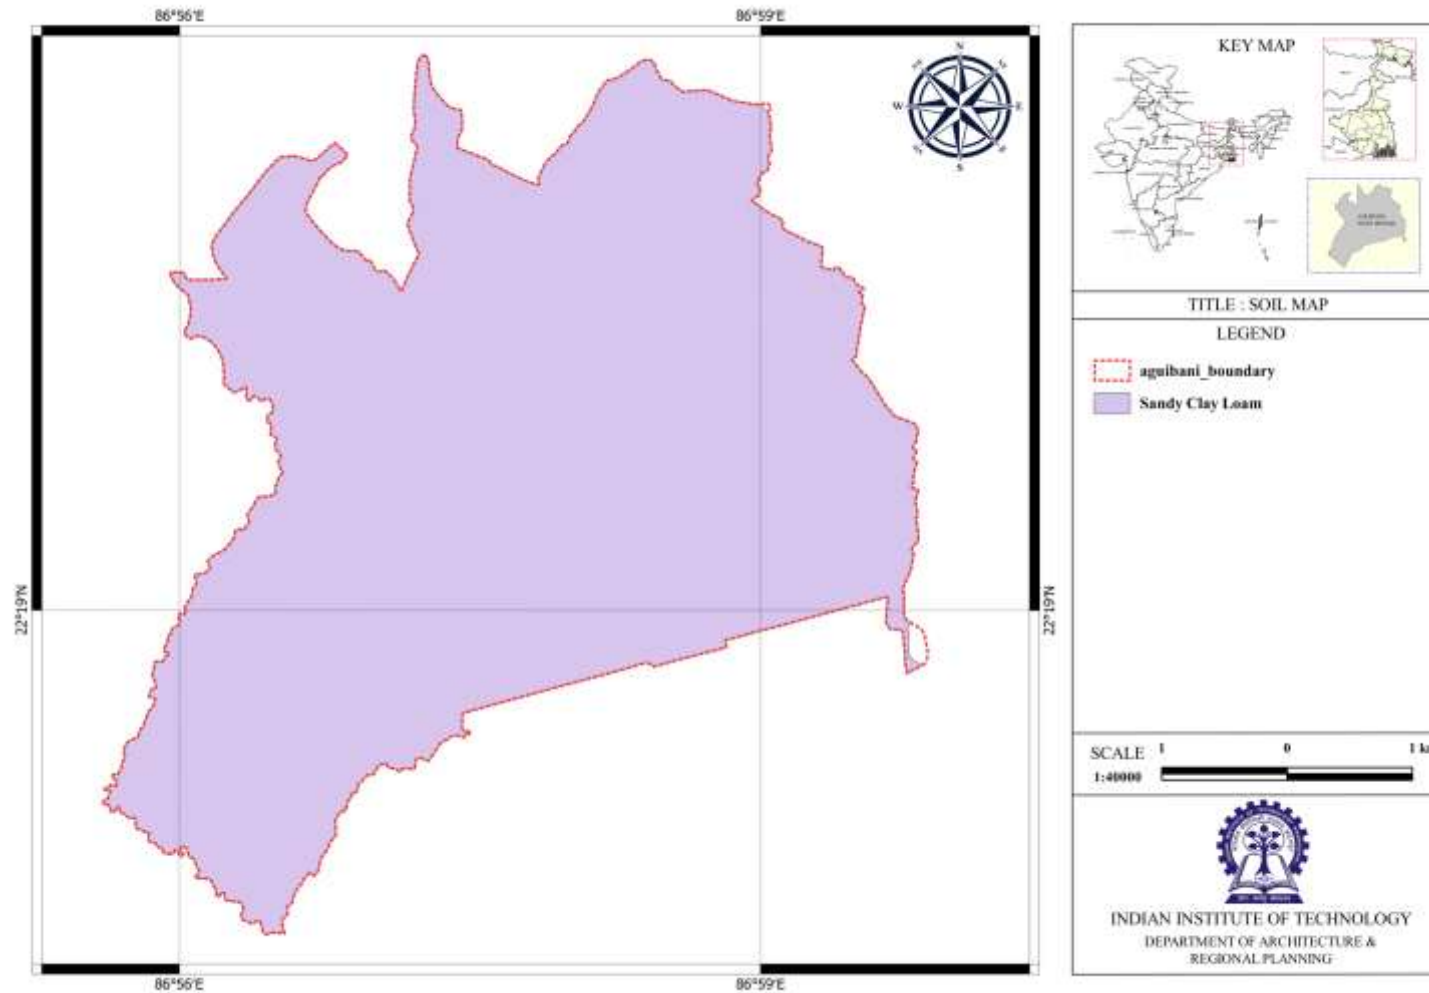 86°56'E
86°59'E
N
W
E
S
22°19'N
22°19'N
86°56'E
86°59'E
KEY MAP
TITLE : SOIL MAP
LEGEND
aguibani_boundary
Sandy Clay Loam
SCALE
1:40000
1
0
1 k
INDIAN INSTITUTE OF TECHNOLOGY
DEPARTMENT OF ARCHITECTURE &
REGIONAL PLANNING